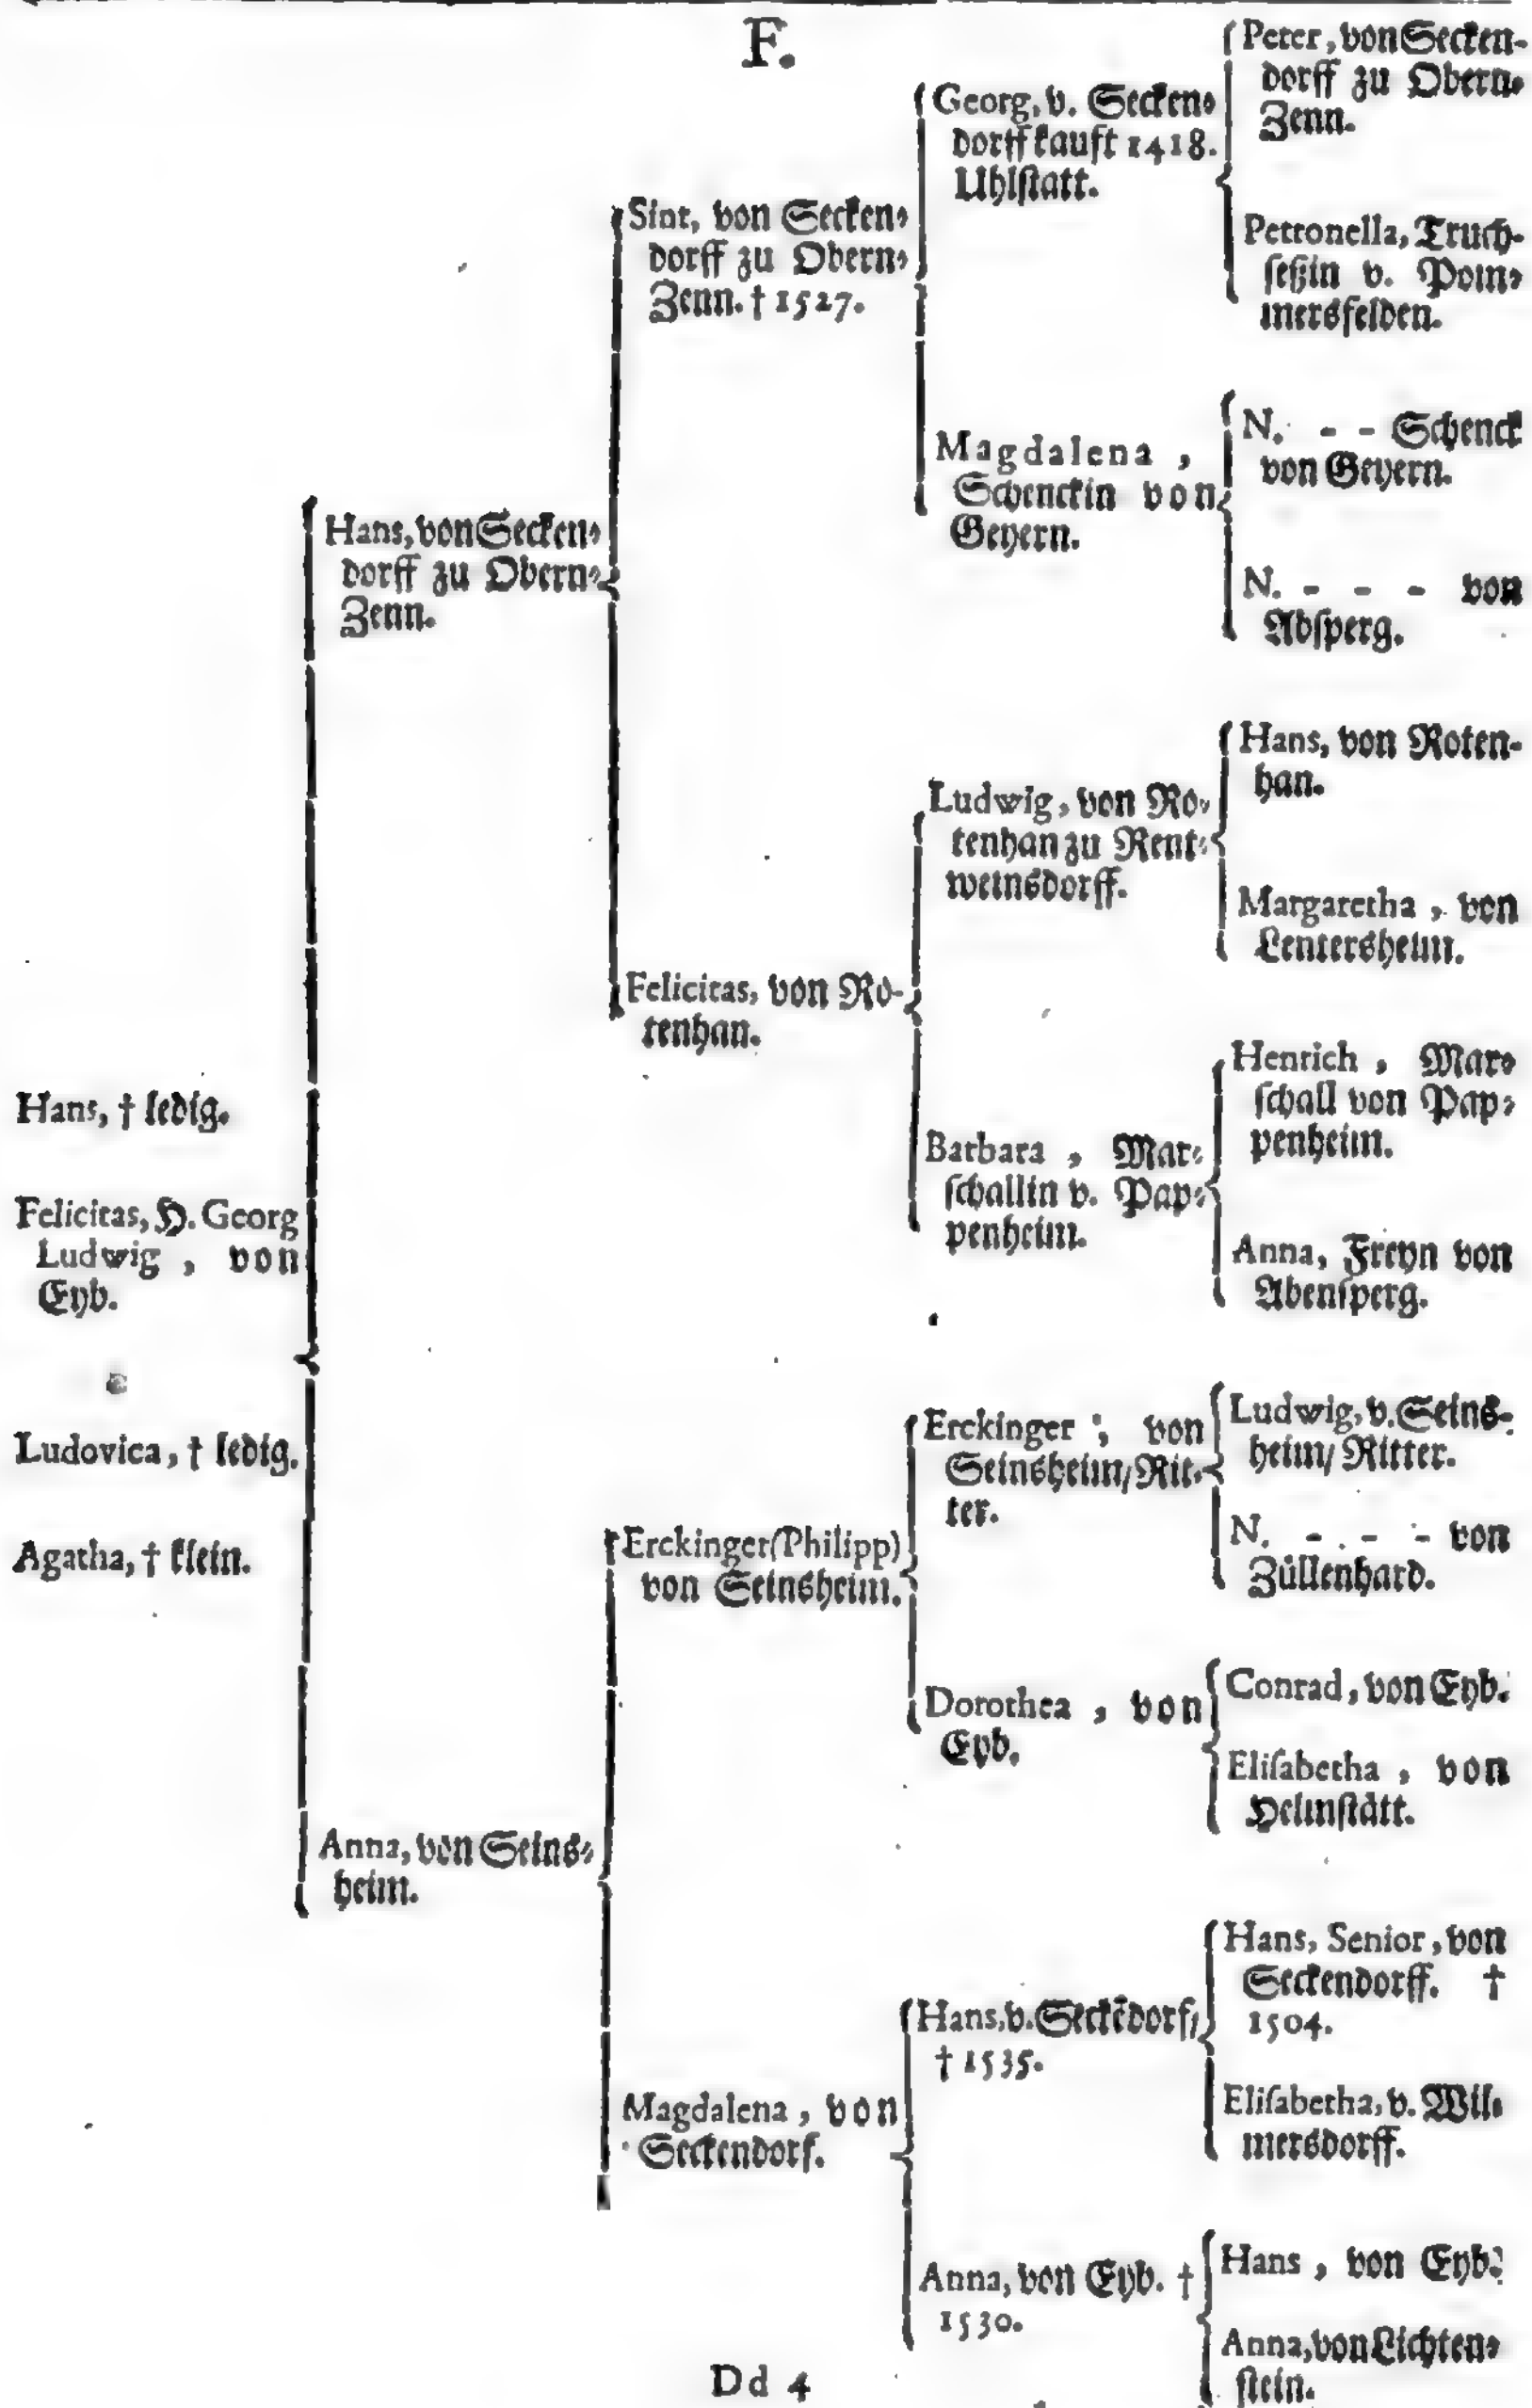 F.
Hans, † ledig.
Felicitas, H. Georg
Ludwig, von
Eyb.
Ludovica, † ledig.
Agatha, † klein.
Hans, von Secken-
dorff zu Obern-
Zenn.
Anna, von Seins-
heim.
Sixt, von Secken-
dorff zu Obern-
Zenn. † 1527.
Felicitas, von Ro-
tenhan.
Erckinger (Philipp)
von Seinsheim.
Magdalena, von
Seckendorf.
Georg, v. Secken-
dorff kauft 1418.
Uhlstatt.
Magdalena,
Schenckin von
Geyern.
Ludwig, von Ro-
tenhan zu Rent-
weinsdorff.
Barbara, Mar-
schallin v. Pap-
penheim.
Erckinger, von
Seinsheim/ Rit-
ter.
Dorothea, von
Eyb.
Hans, v. Seckēdorf,
† 1535.
Anna, von Eyb. †
1530.
Peter, von Secken-
dorff zu Obern-
Zenn.
Petronella, Truch-
seßin v. Pom-
mersfelden.
N. - - Schenck
von Geyern.
N. - - - von
Absperg.
Hans, von Roten-
han.
Margaretha, von
Lentersheim.
Henrich, Mar-
schall von Pap-
penheim.
Anna, Freyn von
Abensperg.
Ludwig, v. Seins-
heim/ Ritter.
N. - - - von
Züllenhard.
Conrad, von Eyb.
Elisabetha, von
Helmstätt.
Hans, Senior, von
Seckendorff. †
1504.
Elisabetha, v. Wil-
mersdorff.
Hans, von Eyb.
Anna, von Lichten-
stein.
Dd 4